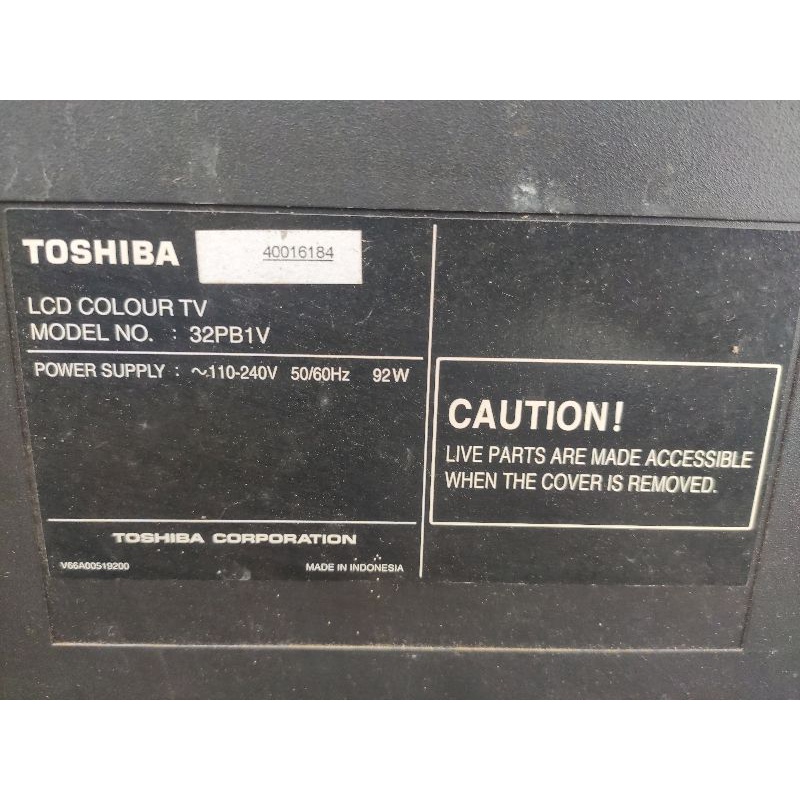 TOSHIBA 40016184
LCD COLOUR TV
MODEL NO. : 32PB1V
POWER SUPPLY : ~110-240V 50/60Hz 92W
TOSHIBA CORPORATION
V66A00519200 MADE IN INDONESIA
CAUTION!
LIVE PARTS ARE MADE ACCESSIBLE
WHEN THE COVER IS REMOVED.